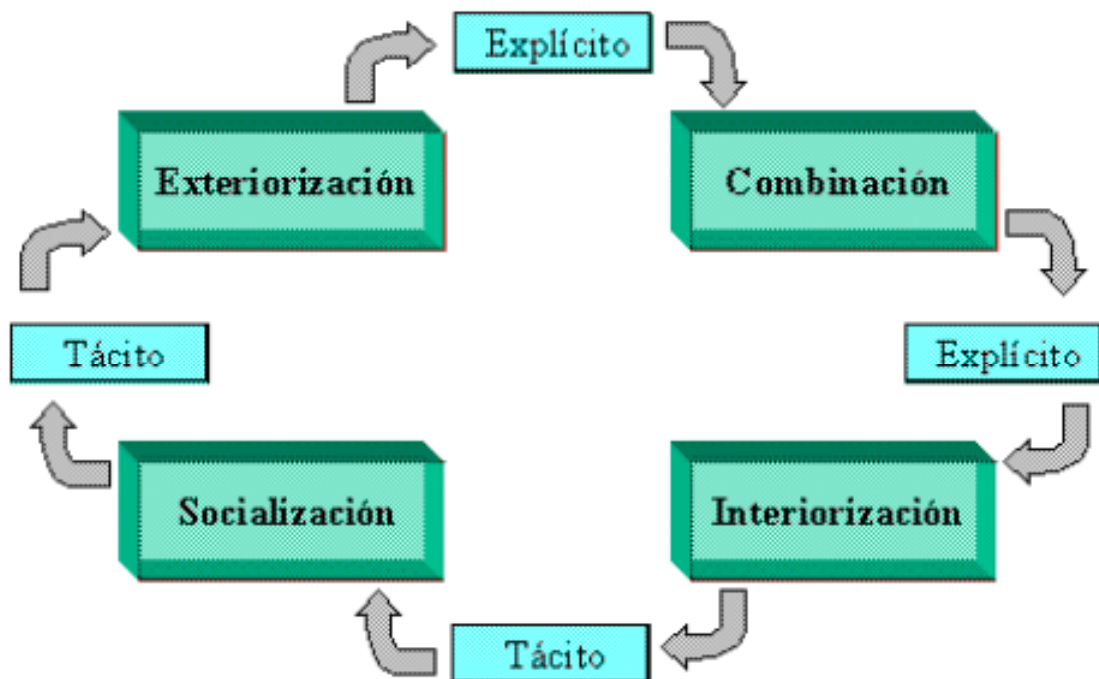 Explícito
Exteriorización
Combinación
Tácito
Explícito
Socialización
Interiorización
Tácito